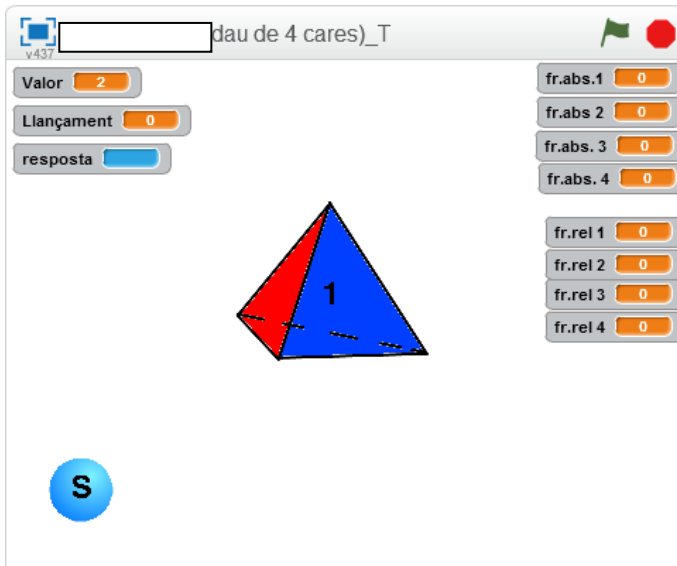 dau de 4 cares)_T
v437
Valor 2
Llançament 0
resposta
fr.abs.1 0
fr.abs 2 0
fr.abs. 3 0
fr.abs. 4 0
fr.rel 1 0
fr.rel 2 0
fr.rel 3 0
fr.rel 4 0
1
S